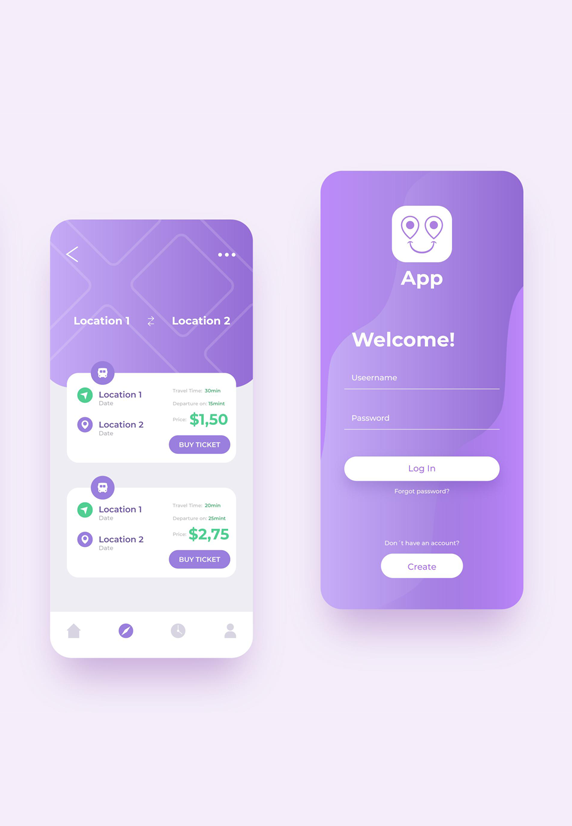 Location 1
Location 2
Location 1
Date
Location 2
Date
Travel Time: 30min
Departure on: 15mint
Price: $1,50
BUY TICKET
Location 1
Date
Location 2
Date
Travel Time: 20min
Departure on: 25mint
Price: $2,75
BUY TICKET
App
Welcome!
Useername
Password
Log In
Forgot password?
Don´t have an account?
Create